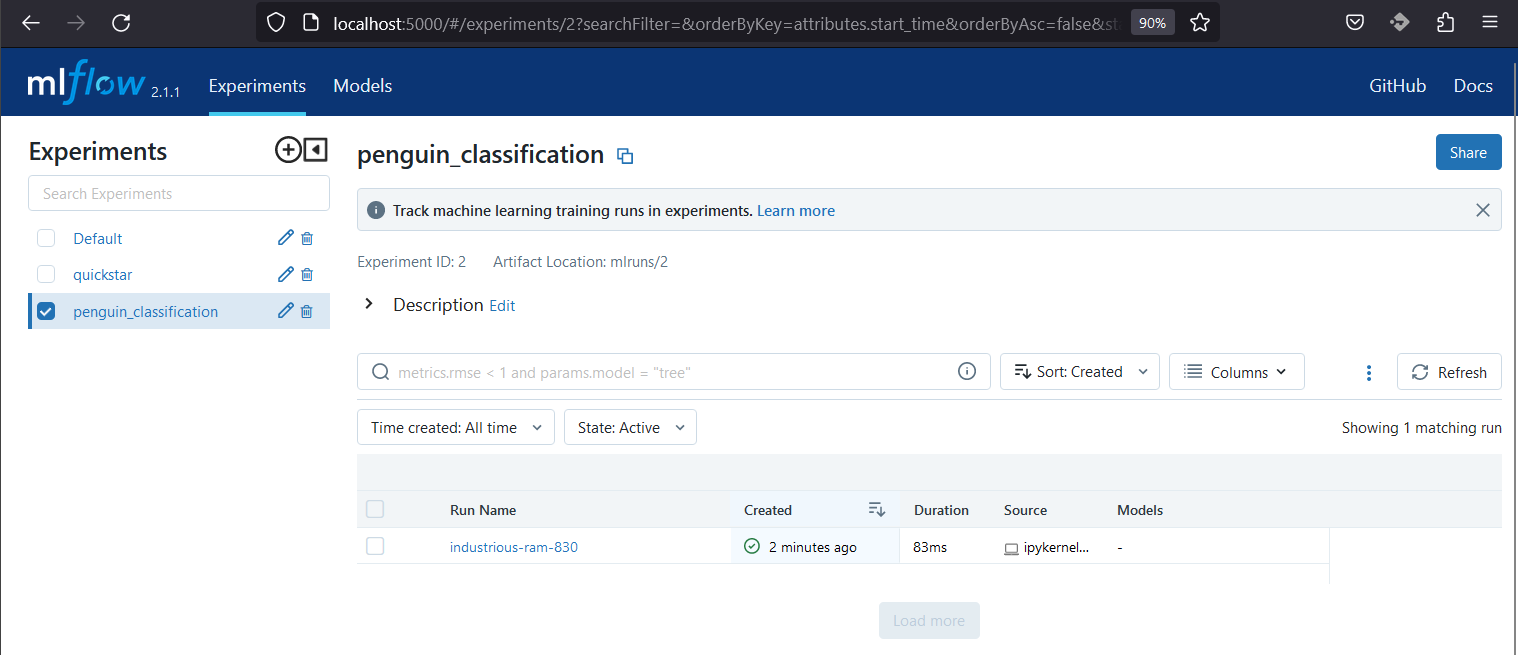 localhost:5000/#/experiments/2?searchFilter=&orderByKey=attributes.start_time&orderByAsc=false&st
90%
mlflow 2.1.1 Experiments Models GitHub Docs
Experiments
Search Experiments
Default
quickstar
penguin_classification
penguin_classification
Share
Track machine learning training runs in experiments. Learn more
Experiment ID: 2 Artifact Location: mlruns/2
Description Edit
metrics.rmse < 1 and params.model = "tree"
Sort: Created
Columns
Refresh
Time created: All time
State: Active
Showing 1 matching run
Run Name Created Duration Source Models
industrious-ram-830 2 minutes ago 83ms ipykernel... -
Load more